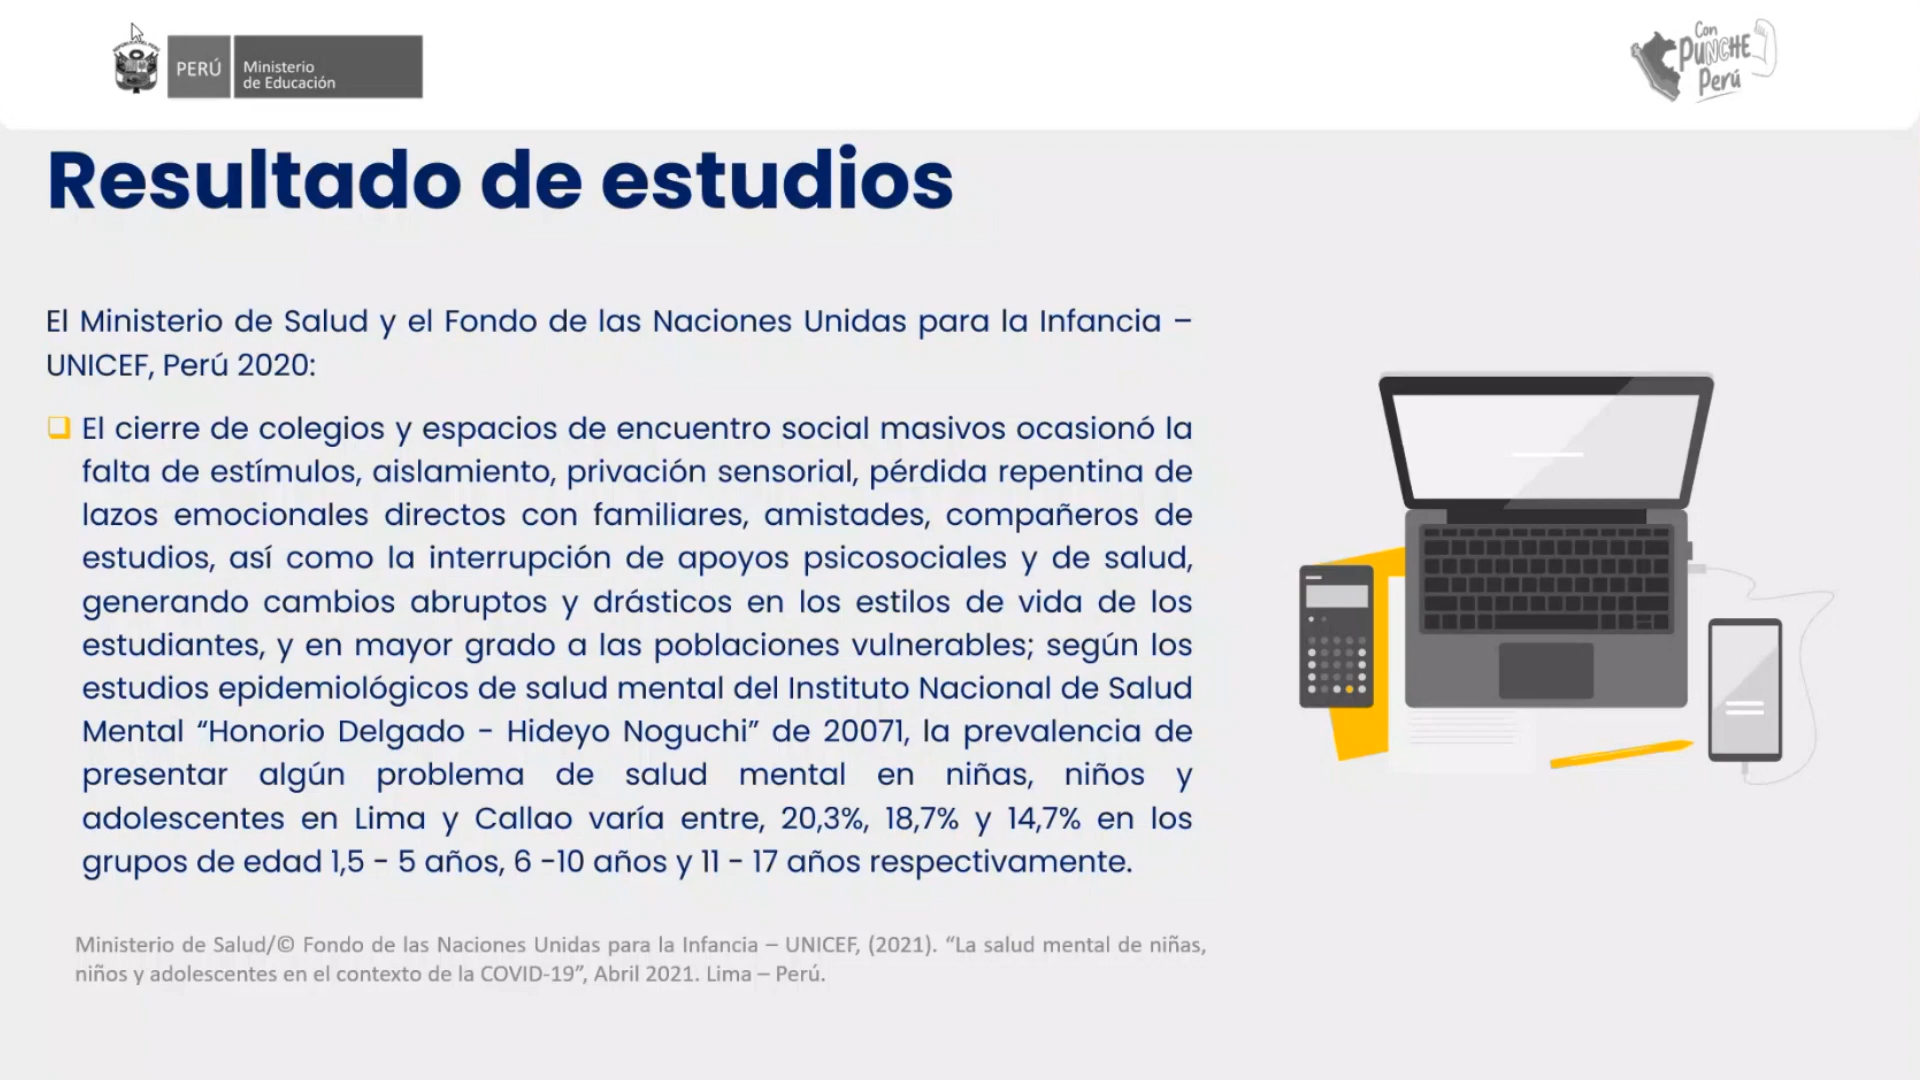 PERÚ
Ministerio
de Educación
Con
PUNCHE
Perú
Resultado de estudios
El Ministerio de Salud y el Fondo de las Naciones Unidas para la Infancia –
UNICEF, Perú 2020:
El cierre de colegios y espacios de encuentro social masivos ocasionó la
falta de estímulos, aislamiento, privación sensorial, pérdida repentina de
lazos emocionales directos con familiares, amistades, compañeros de
estudios, así como la interrupción de apoyos psicosociales y de salud,
generando cambios abruptos y drásticos en los estilos de vida de los
estudiantes, y en mayor grado a las poblaciones vulnerables; según los
estudios epidemiológicos de salud mental del Instituto Nacional de Salud
Mental “Honorio Delgado - Hideyo Noguchi” de 20071, la prevalencia de
presentar algún problema de salud mental en niñas, niños y
adolescentes en Lima y Callao varía entre, 20,3%, 18,7% y 14,7% en los
grupos de edad 1,5 - 5 años, 6 -10 años y 11 - 17 años respectivamente.
Ministerio de Salud/© Fondo de las Naciones Unidas para la Infancia – UNICEF, (2021). “La salud mental de niñas,
niños y adolescentes en el contexto de la COVID-19”, Abril 2021. Lima – Perú.